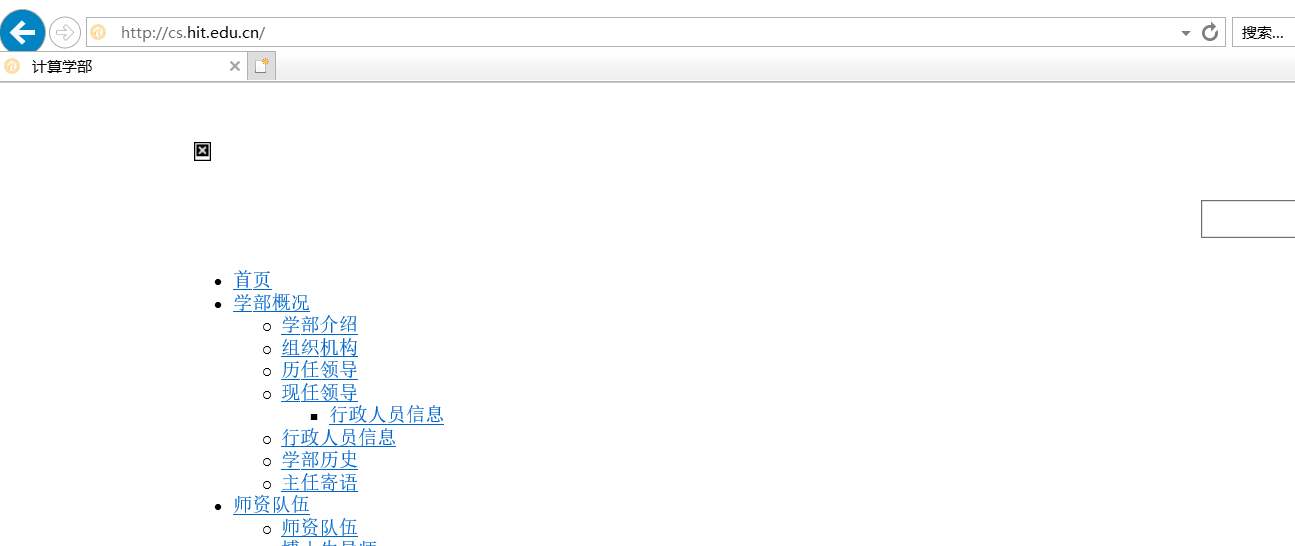 http://cs.hit.edu.cn/
搜索...
计算学部
首页
学部概况
学部介绍
组织机构
历任领导
现任领导
行政人员信息
行政人员信息
学部历史
主任寄语
师资队伍
师资队伍